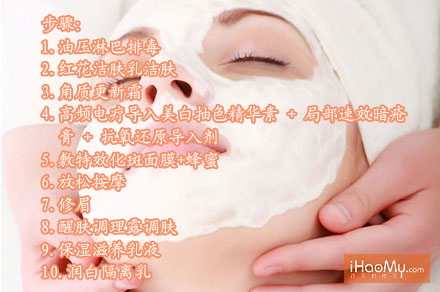 步骤:
1. 油压淋巴排毒
2. 红花洁肤乳洁肤
3. 角质更新霜
4. 高频电疗导入美白抽色精华素 + 局部速效暗疮
膏 + 抗氧还原导入剂
5. 敷特效化斑面膜+蜂蜜
6. 放松按摩
7. 修眉
8. 醒肤调理露调肤
9. 保湿滋养乳液
10. 润白隔离乳
iHaoMy.com